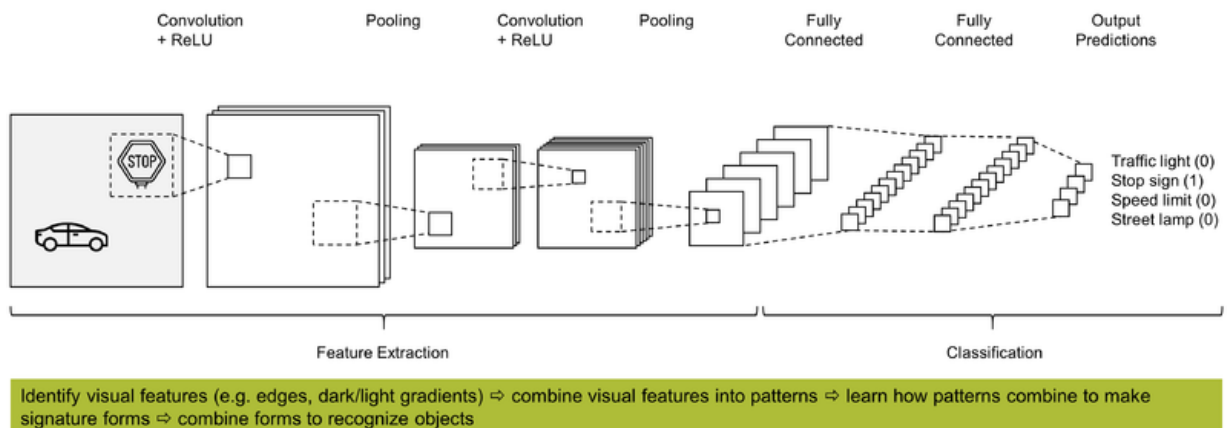 Convolution
+ ReLU
Pooling
Convolution
+ ReLU
Pooling
Fully
Connected
Fully
Connected
Output
Predictions
STOP
Traffic light (0)
Stop sign (1)
Speed limit (0)
Street lamp (0)
Feature Extraction
Classification
Identify visual features (e.g. edges, dark/light gradients) ⇨ combine visual features into patterns ⇨ learn how patterns combine to make
signature forms ⇨ combine forms to recognize objects